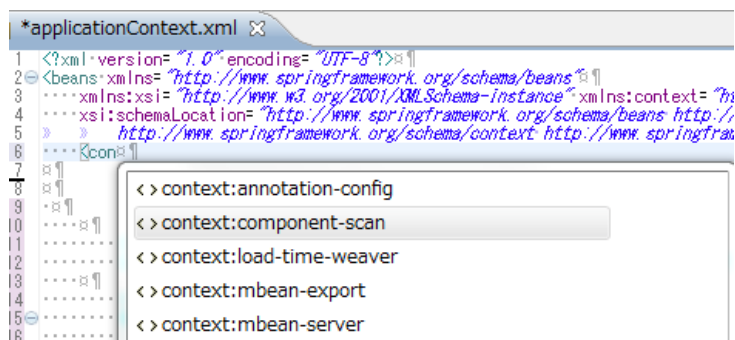 *applicationContext.xml
1 <?xml version="1.0" encoding="UTF-8"?>
2 <beans xmlns="http://www.springframework.org/schema/beans"
3 xmlns:xsi="http://www.w3.org/2001/XMLSchema-instance" xmlns:context="ht
4 xsi:schemaLocation="http://www.springframework.org/schema/beans http://
5 http://www.springframework.org/schema/context http://www.springfram
6 <con
7
8
9
10
11
12
13
14
15
16
<> context:annotation-config
<> context:component-scan
<> context:load-time-weaver
<> context:mbean-export
<> context:mbean-server